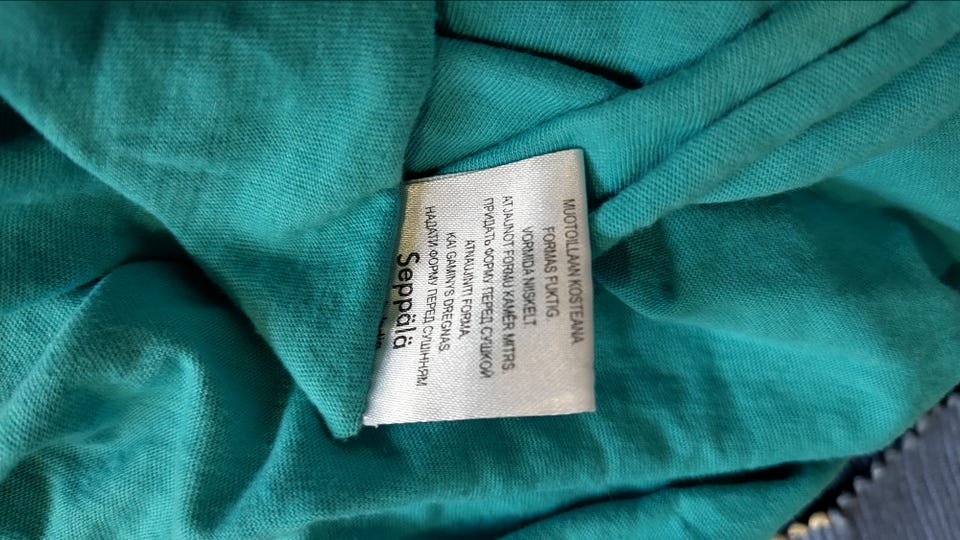 MUOTOILLAAN KOSTEANA
FORMAS FUKTIG.
VORMIDA NIISKELT.
ATJAUNOT FORMU KAMĒR MITRS.
ПРИДАТЬ ФОРМУ ПЕРЕД СУШКОЙ
ATNAUJINTI FORMĄ,
KAI GAMINYS DRĖGNAS.
НАДАТИ ФОРМУ ПЕРЕД СУШІННЯМ
Seppälä